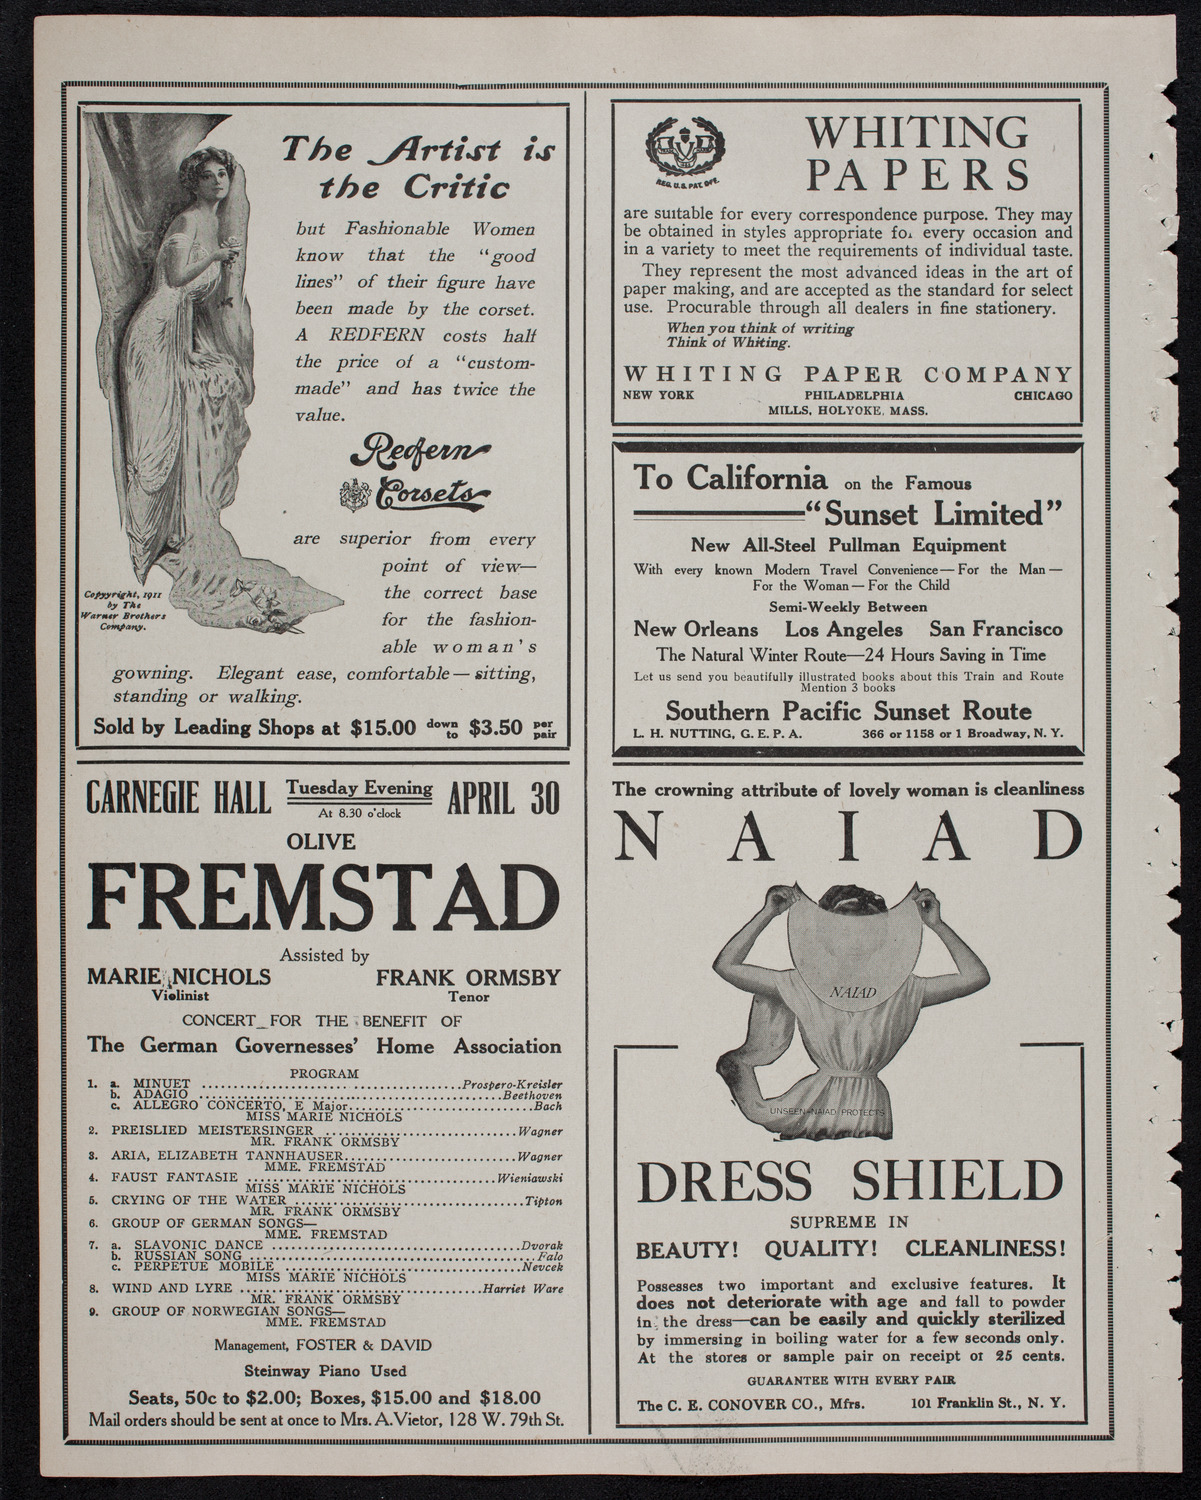 The Artist is
the Critic
but Fashionable Women
know that the "good
lines" of their figure have
been made by the corset.
A REDFERN costs half
the price of a "custom-
made" and has twice the
value.
Redfern
Corsets
are superior from every
point of view—
the correct base
for the fashion-
able woman's
gowning. Elegant ease, comfortable—sitting,
standing or walking.
Copyright, 1911
by The
Warner Brothers
Company.
Sold by Leading Shops at $15.00 down to $3.50 per pair
CARNEGIE HALL Tuesday Evening APRIL 30
At 8.30 o'clock
OLIVE
FREMSTAD
Assisted by
MARIE NICHOLS FRANK ORMSBY
Violinist Tenor
CONCERT FOR THE BENEFIT OF
The German Governesses' Home Association
PROGRAM
1. a. MINUET ........ Prospero-Kreisler
b. ADAGIO ........ Beethoven
c. ALLEGRO CONCERTO, E Major ........ Bach
MISS MARIE NICHOLS
2. PREISLIED MEISTERSINGER ........ Wagner
MR. FRANK ORMSBY
3. ARIA, ELIZABETH TANNHAUSER ........ Wagner
MME. FREMSTAD
4. FAUST FANTASIE ........ Wieniawski
MISS MARIE NICHOLS
5. CRYING OF THE WATER ........ Tipton
MR. FRANK ORMSBY
6. GROUP OF GERMAN SONGS—
MME. FREMSTAD
7. a. SLAVONIC DANCE ........ Dvorak
b. RUSSIAN SONG ........ Falo
c. PERPETUE MOBILE ........ Nevcek
MISS MARIE NICHOLS
8. WIND AND LYRE ........ Harriet Ware
MR. FRANK ORMSBY
9. GROUP OF NORWEGIAN SONGS—
MME. FREMSTAD
Management, FOSTER & DAVID
Steinway Piano Used
Seats, 50c to $2.00; Boxes, $15.00 and $18.00
Mail orders should be sent at once to Mrs. A. Victor, 128 W. 79th St.
WHITING
PAPERS
REG. U.S. PAT. OFF.
are suitable for every correspondence purpose. They may
be obtained in styles appropriate for every occasion and
in a variety to meet the requirements of individual taste.
They represent the most advanced ideas in the art of
paper making, and are accepted as the standard for select
use. Procurable through all dealers in fine stationery.
When you think of writing
Think of Whiting.
WHITING PAPER COMPANY
NEW YORK PHILADELPHIA CHICAGO
MILLS, HOLYOKE, MASS.
To California on the Famous
"Sunset Limited"
New All-Steel Pullman Equipment
With every known Modern Travel Convenience—For the Man—
For the Woman—For the Child
Semi-Weekly Between
New Orleans Los Angeles San Francisco
The Natural Winter Route—24 Hours Saving in Time
Let us send you beautifully illustrated books about this Train and Route
Mention 3 books
Southern Pacific Sunset Route
L. H. NUTTING, G. E. P. A. 366 or 1158 or 1 Broadway, N. Y.
The crowning attribute of lovely woman is cleanliness
NAIAD
NAIAD
UNSEEN-NAIAD PROTECTS
DRESS SHIELD
SUPREME IN
BEAUTY! QUALITY! CLEANLINESS!
Possesses two important and exclusive features. It
does not deteriorate with age and fall to powder
in the dress—can be easily and quickly sterilized
by immersing in boiling water for a few seconds only.
At the stores or sample pair on receipt of 25 cents.
GUARANTEE WITH EVERY PAIR
The C. E. CONOVER CO., Mfrs. 101 Franklin St., N. Y.